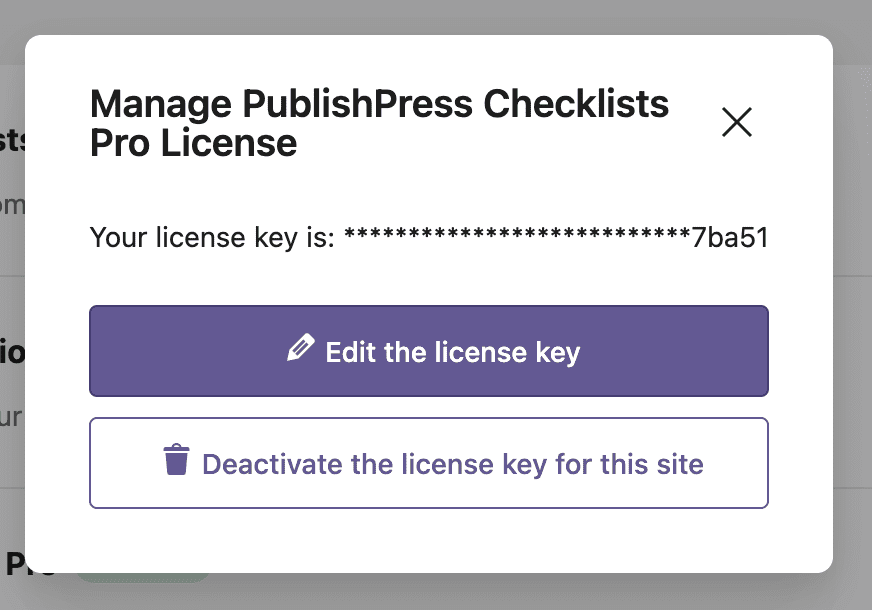 Manage PublishPress Checklists
Pro License
Your license key is: ***************************7ba51
Edit the license key
Deactivate the license key for this site